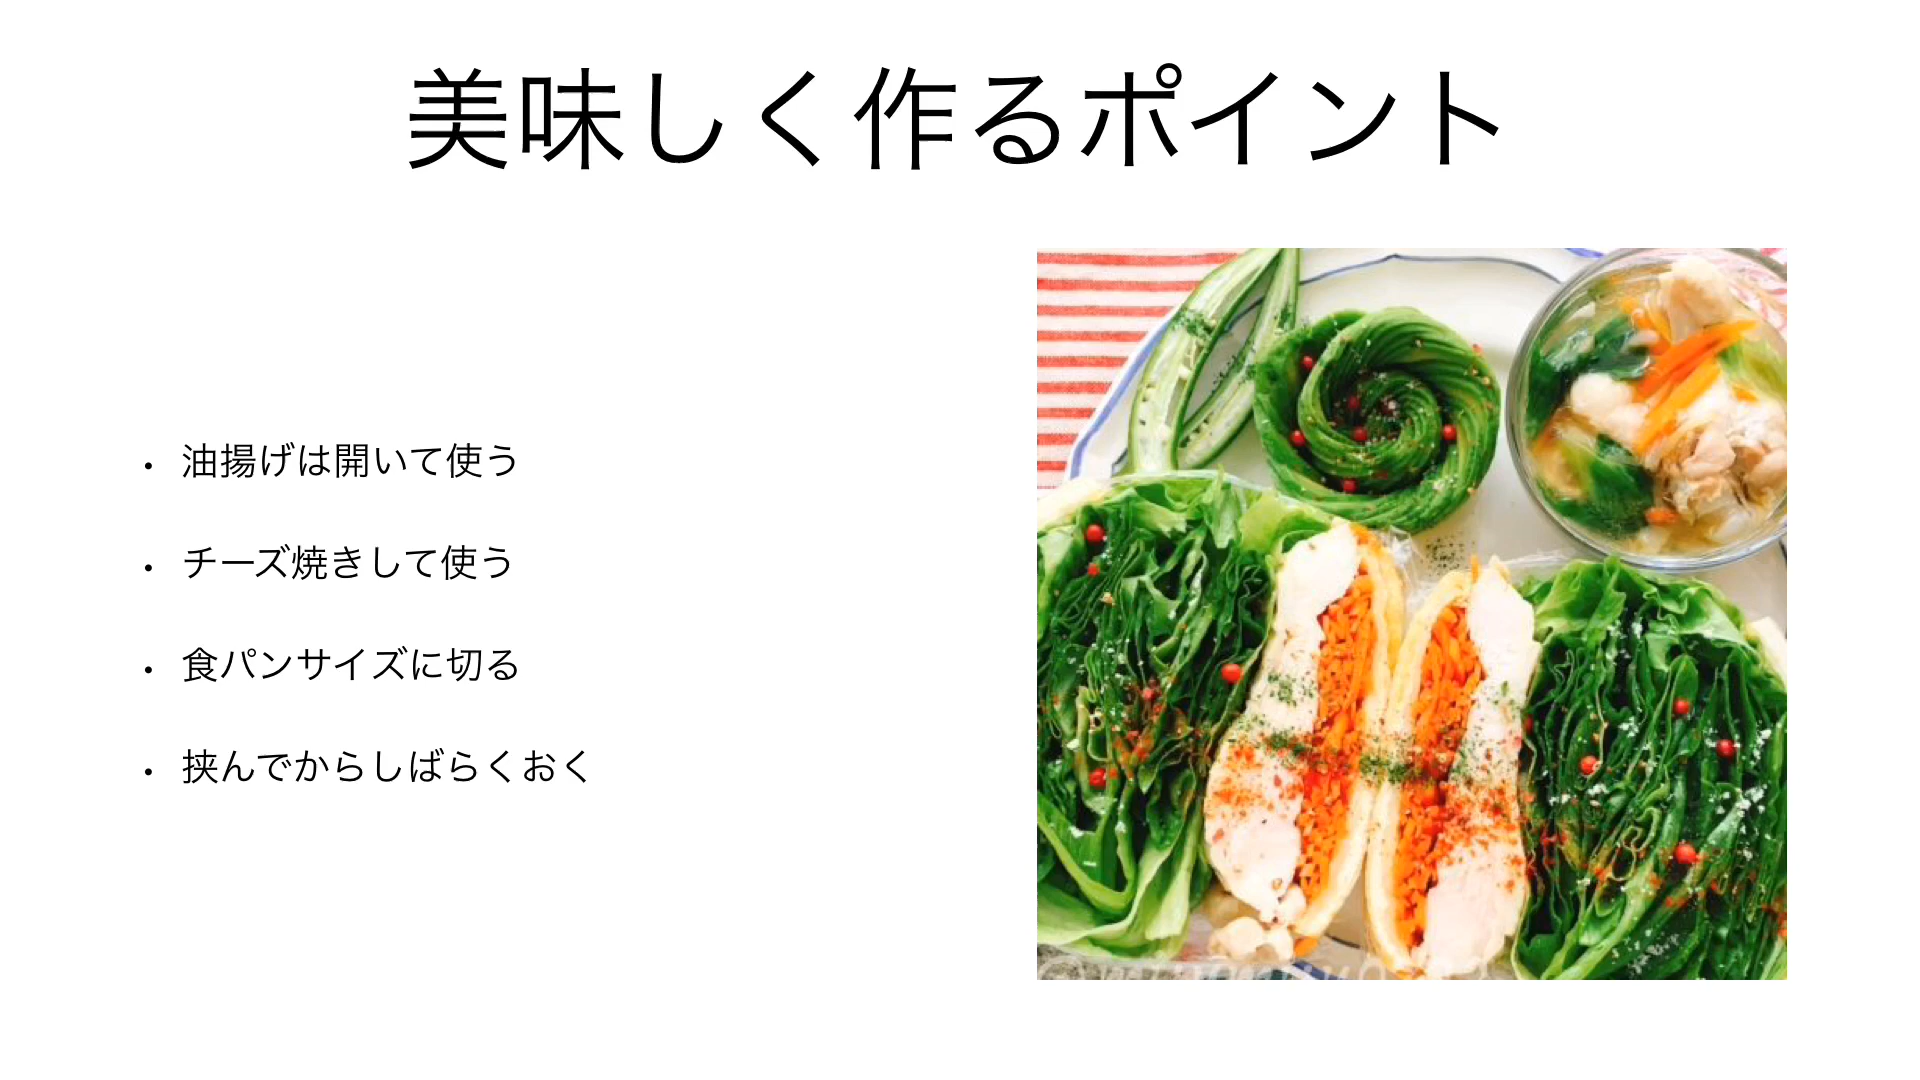 美味しく作るポイント
・ 油揚げは開いて使う
・ チーズ焼きして使う
・ 食パンサイズに切る
・ 挟んでからしばらくおく